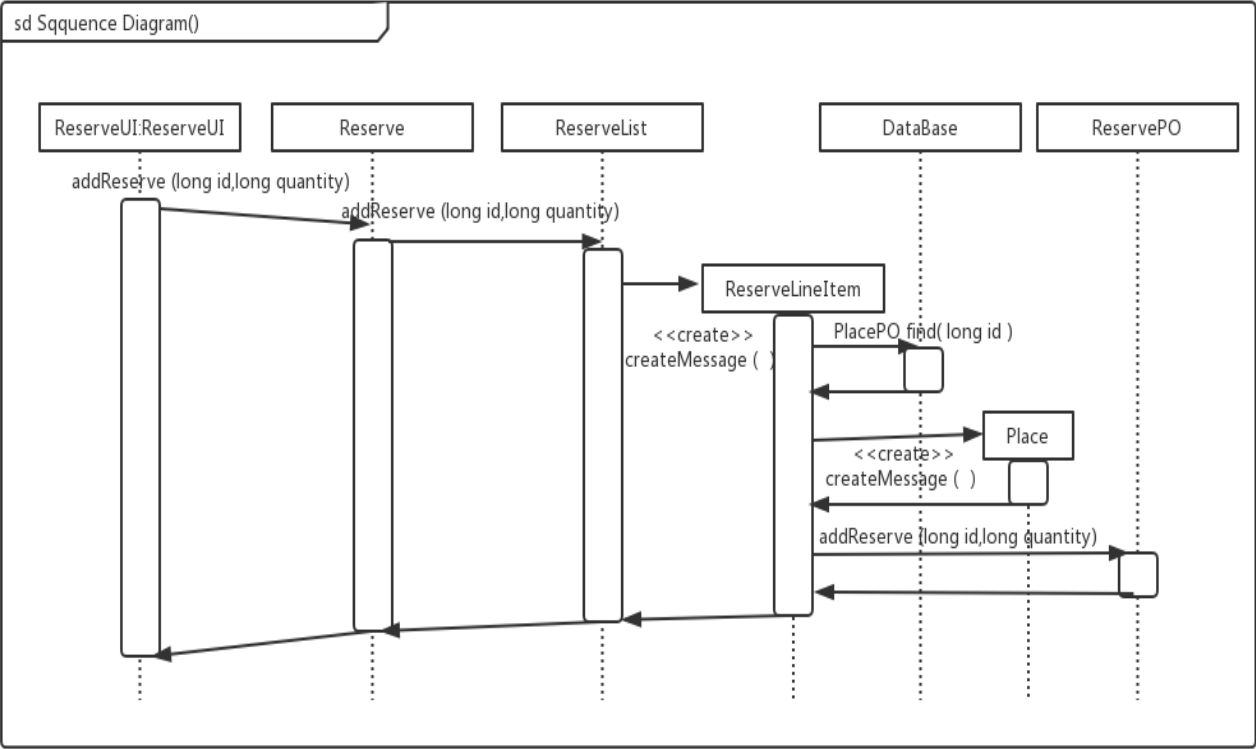 sd Sqquence Diagram()
ReserveUI:ReserveUI
Reserve
ReserveList
DataBase
ReservePO
addReserve (long id,long quantity)
addReserve (long id,long quantity)
ReserveLineItem
<<create>>
createMessage (  )
PlacePO find( long id )
Place
<<create>>
createMessage (  )
addReserve (long id,long quantity)